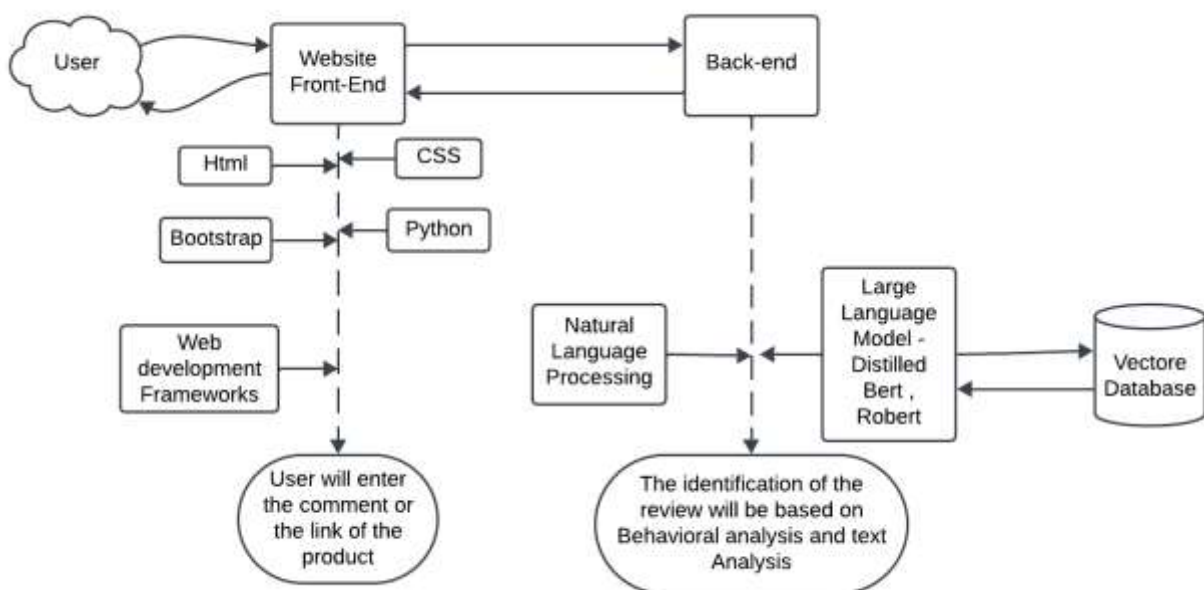 User
Website
Front-End
Back-end
Html
CSS
Bootstrap
Python
Web
development
Frameworks
Natural
Language
Processing
Large
Language
Model -
Distilled
Bert ,
Robert
Vectore
Database
User will enter
the comment or
the link of the
product
The identification of the
review will be based on
Behavioral analysis and text
Analysis